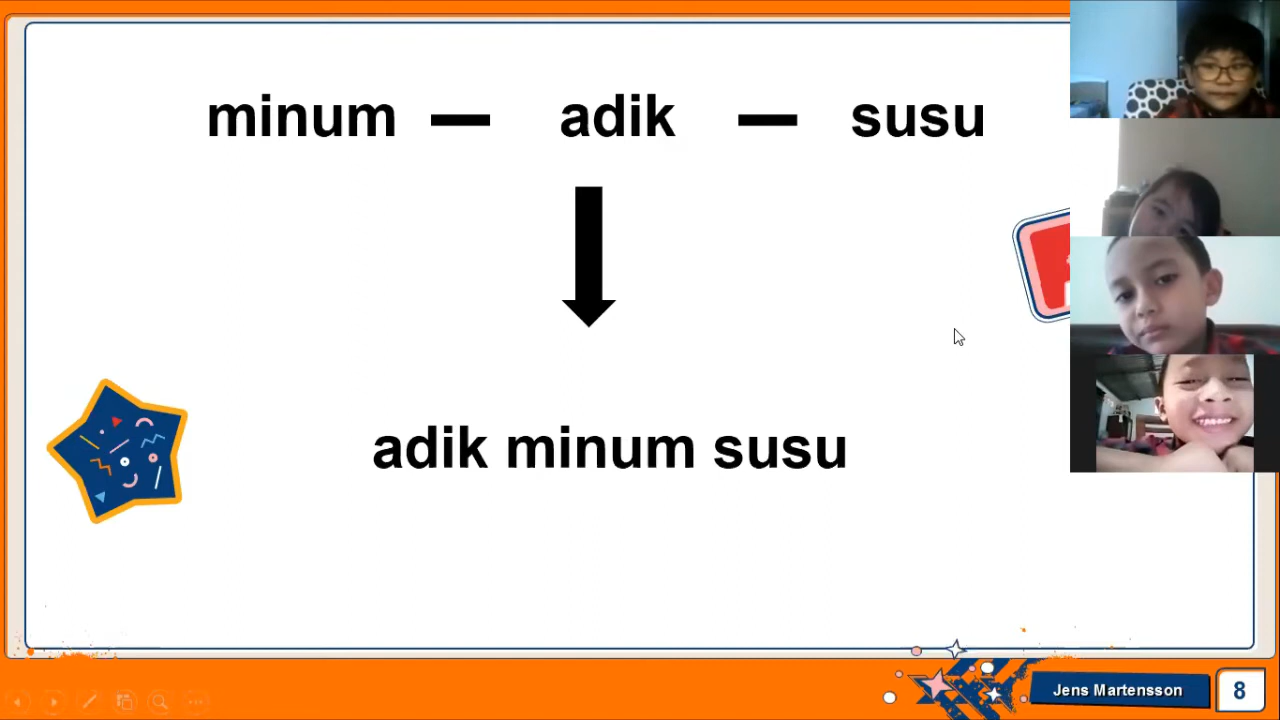 minum — adik — susu
adik minum susu
Jens Martensson
8